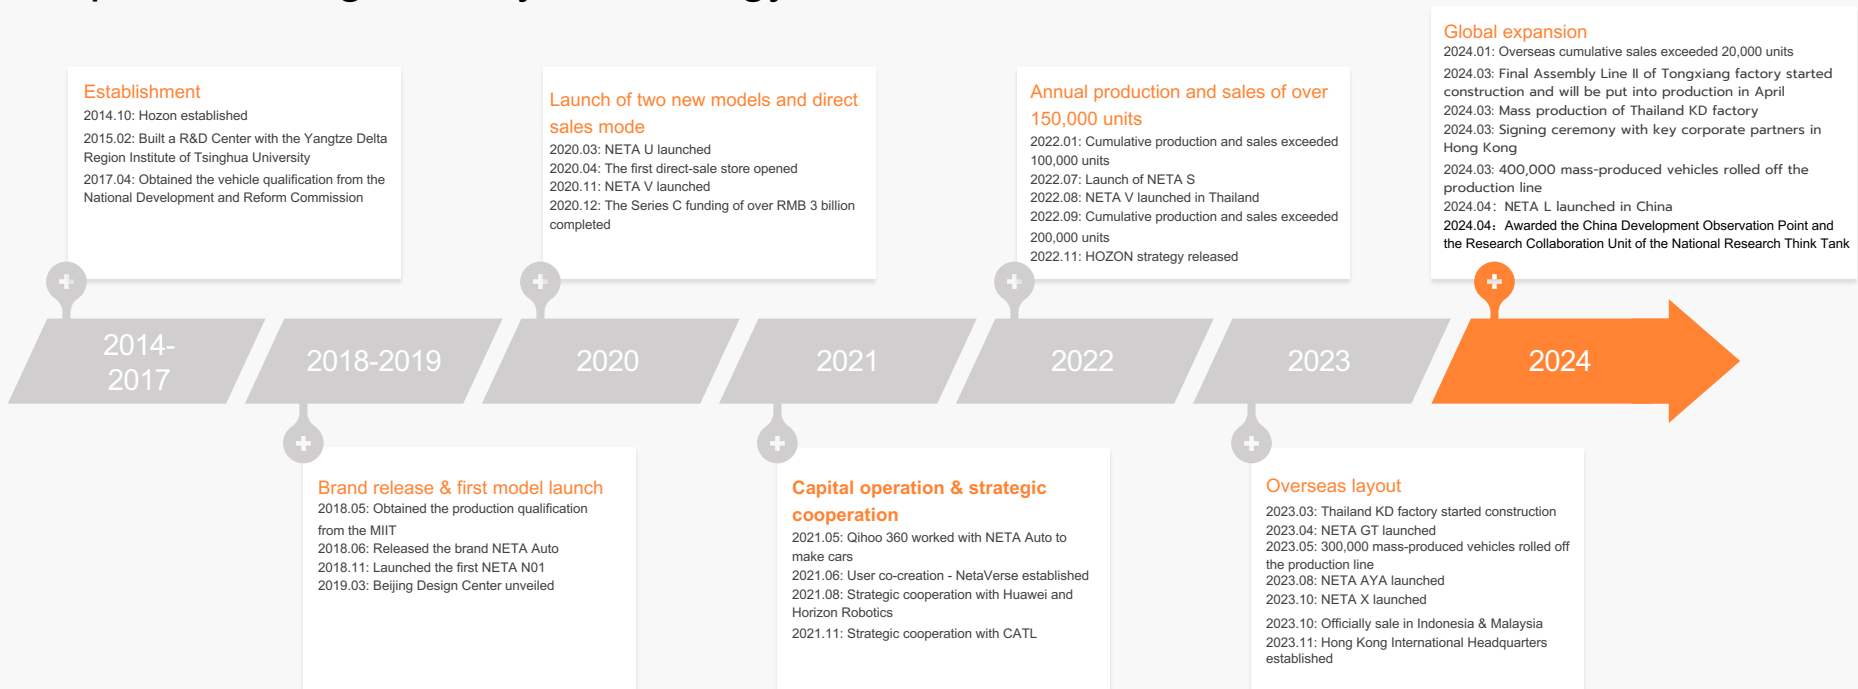 Establishment
2014.10: Hozon established
2015.02: Built a R&D Center with the Yangtze Delta
Region Institute of Tsinghua University
2017.04: Obtained the vehicle qualification from the
National Development and Reform Commission
Launch of two new models and direct
sales mode
2020.03: NETA U launched
2020.04: The first direct-sale store opened
2020.11: NETA V launched
2020.12: The Series C funding of over RMB 3 billion
completed
Annual production and sales of over
150,000 units
2022.01: Cumulative production and sales exceeded
100,000 units
2022.07: Launch of NETA S
2022.08: NETA V launched in Thailand
2022.09: Cumulative production and sales exceeded
200,000 units
2022.11: HOZON strategy released
Global expansion
2024.01: Overseas cumulative sales exceeded 20,000 units
2024.03: Final Assembly Line II of Tongxiang factory started
construction and will be put into production in April
2024.03: Mass production of Thailand KD factory
2024.03: Signing ceremony with key corporate partners in
Hong Kong
2024.03: 400,000 mass-produced vehicles rolled off the
production line
2024.04：NETA L launched in China
2024.04：Awarded the China Development Observation Point and
the Research Collaboration Unit of the National Research Think Tank
2014-
2017
2018-2019
2020
2021
2022
2023
2024
Brand release & first model launch
2018.05: Obtained the production qualification
from the MIIT
2018.06: Released the brand NETA Auto
2018.11: Launched the first NETA N01
2019.03: Beijing Design Center unveiled
Capital operation & strategic
cooperation
2021.05: Qihoo 360 worked with NETA Auto to
make cars
2021.06: User co-creation - NetaVerse established
2021.08: Strategic cooperation with Huawei and
Horizon Robotics
2021.11: Strategic cooperation with CATL
Overseas layout
2023.03: Thailand KD factory started construction
2023.04: NETA GT launched
2023.05: 300,000 mass-produced vehicles rolled off
the production line
2023.08: NETA AYA launched
2023.10: NETA X launched
2023.10: Officially sale in Indonesia & Malaysia
2023.11: Hong Kong International Headquarters
established